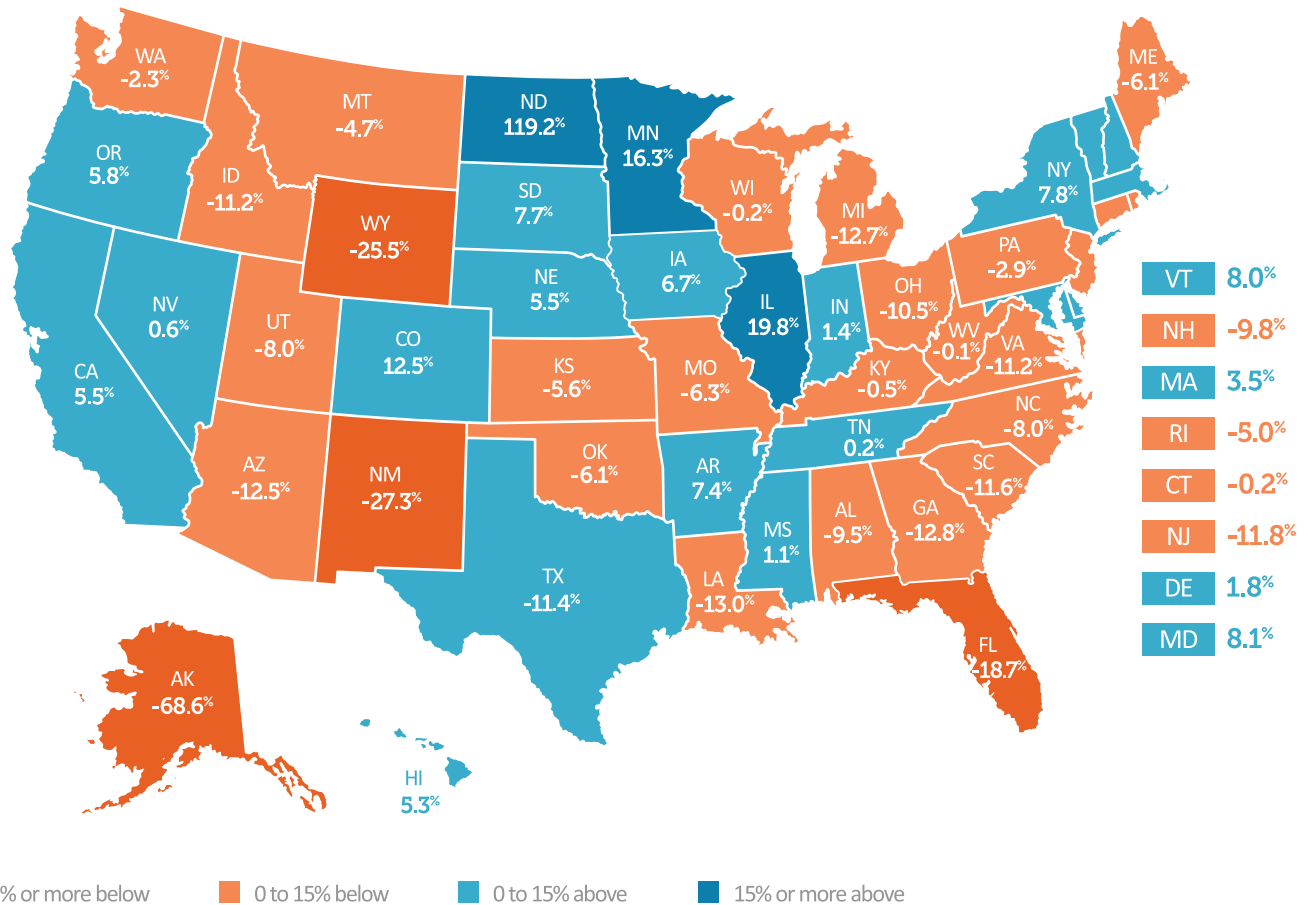 WA
-2.3%
MT
-4.7%
ND
119.2%
MN
16.3%
ME
-6.1%
OR
5.8%
ID
-11.2%
WY
-25.5%
SD
7.7%
WI
-0.2%
MI
-12.7%
NY
7.8%
NV
0.6%
UT
-8.0%
CO
12.5%
NE
5.5%
IA
6.7%
IL
19.8%
IN
1.4%
OH
-10.5%
PA
-2.9%
CA
5.5%
KS
-5.6%
MO
-6.3%
KY
-0.5%
WV
-0.1%
VA
-11.2%
AZ
-12.5%
NM
-27.3%
OK
-6.1%
AR
7.4%
TN
0.2%
NC
-8.0%
SC
-11.6%
TX
-11.4%
LA
-13.0%
MS
1.1%
AL
-9.5%
GA
-12.8%
FL
-18.7%
AK
-68.6%
HI
5.3%
VT 8.0%
NH -9.8%
MA 3.5%
RI -5.0%
CT -0.2%
NJ -11.8%
DE 1.8%
MD 8.1%
% or more below
0 to 15% below
0 to 15% above
15% or more above